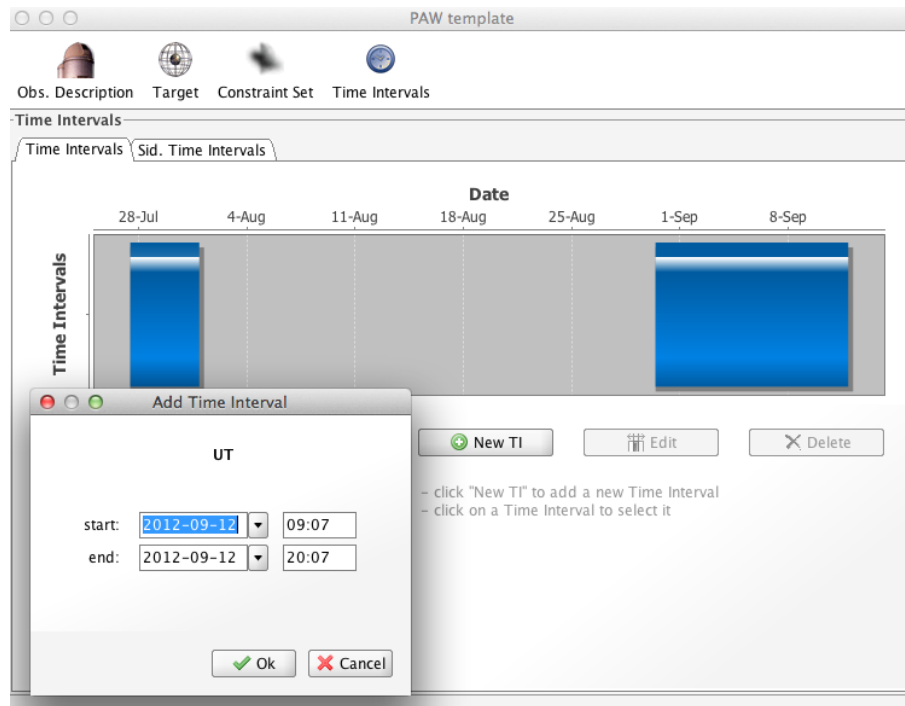 PAW template
Obs. Description Target Constraint Set Time Intervals
Time Intervals
Time Intervals Sid. Time Intervals
Date
28-Jul 4-Aug 11-Aug 18-Aug 25-Aug 1-Sep 8-Sep
Time Intervals
Add Time Interval
UT
start: 2012-09-12 09:07
end: 2012-09-12 20:07
Ok Cancel
New TI Edit Delete
- click "New TI" to add a new Time Interval
- click on a Time Interval to select it